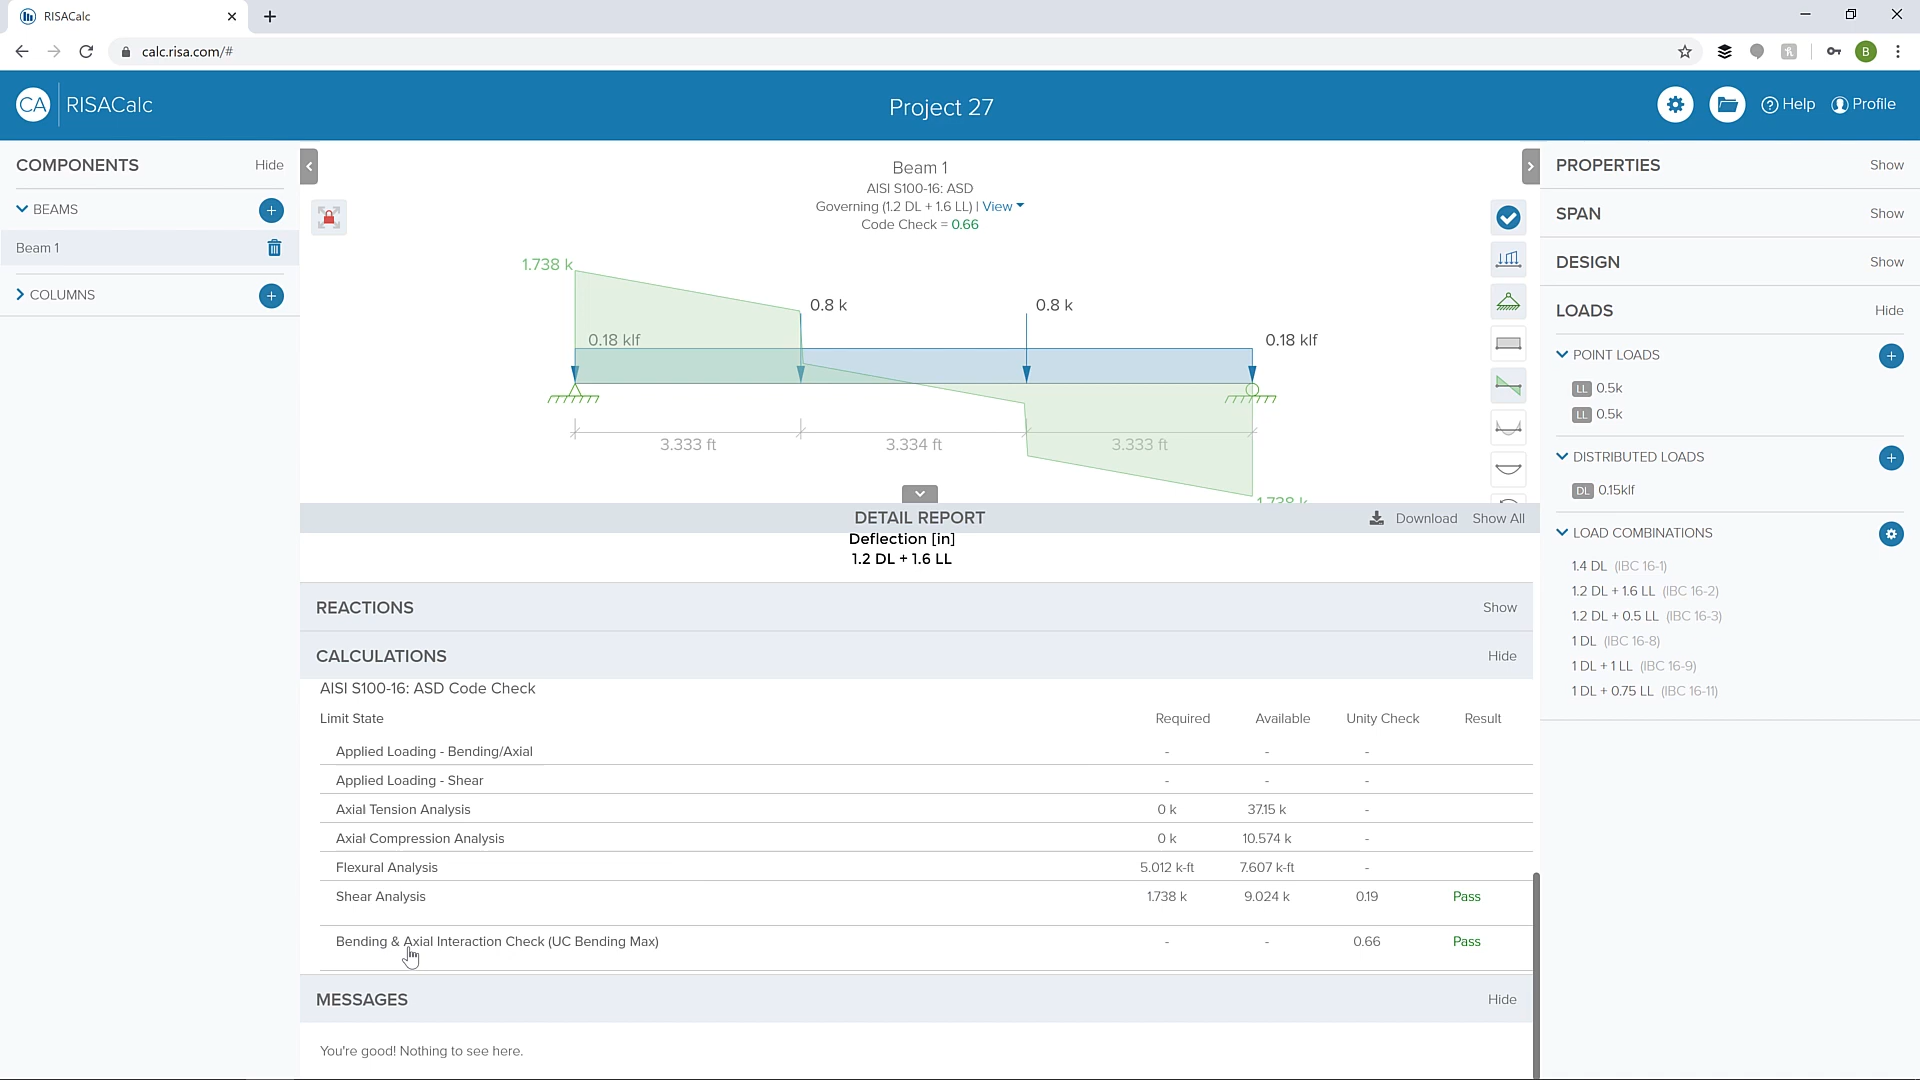 RISACalc
calc.risa.com/#
B
CA RISACalc
Project 27
Help
Profile
COMPONENTS Hide
BEAMS
Beam 1
COLUMNS
Beam 1
AISI S100-16: ASD
Governing (1.2 DL + 1.6 LL) | View
Code Check = 0.66
1.738 k
0.8 k
0.8 k
0.18 klf
0.18 klf
3.333 ft
3.334 ft
3.333 ft
1.738 k
DETAIL REPORT
Download
Show All
Deflection [in]
1.2 DL + 1.6 LL
REACTIONS Show
CALCULATIONS Hide
AISI S100-16: ASD Code Check
Limit State Required Available Unity Check Result
Applied Loading - Bending/Axial - - -
Applied Loading - Shear - - -
Axial Tension Analysis 0 k 37.15 k -
Axial Compression Analysis 0 k 10.574 k -
Flexural Analysis 5.012 k-ft 7.607 k-ft -
Shear Analysis 1.738 k 9.024 k 0.19 Pass
Bending & Axial Interaction Check (UC Bending Max) - - 0.66 Pass
MESSAGES Hide
You're good! Nothing to see here.
PROPERTIES Show
SPAN Show
DESIGN Show
LOADS Hide
POINT LOADS
LL 0.5k
LL 0.5k
DISTRIBUTED LOADS
DL 0.15klf
LOAD COMBINATIONS
1.4 DL (IBC 16-1)
1.2 DL + 1.6 LL (IBC 16-2)
1.2 DL + 0.5 LL (IBC 16-3)
1 DL (IBC 16-8)
1 DL + 1 LL (IBC 16-9)
1 DL + 0.75 LL (IBC 16-11)